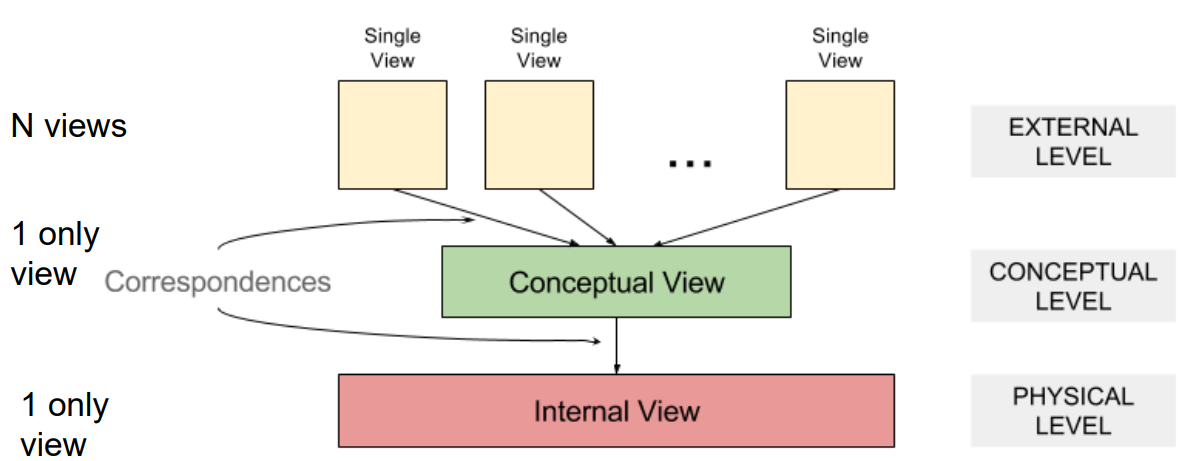 Single
View
Single
View
Single
View
N views
...
EXTERNAL
LEVEL
1 only
view
Correspondences
Conceptual View
CONCEPTUAL
LEVEL
1 only
view
Internal View
PHYSICAL
LEVEL